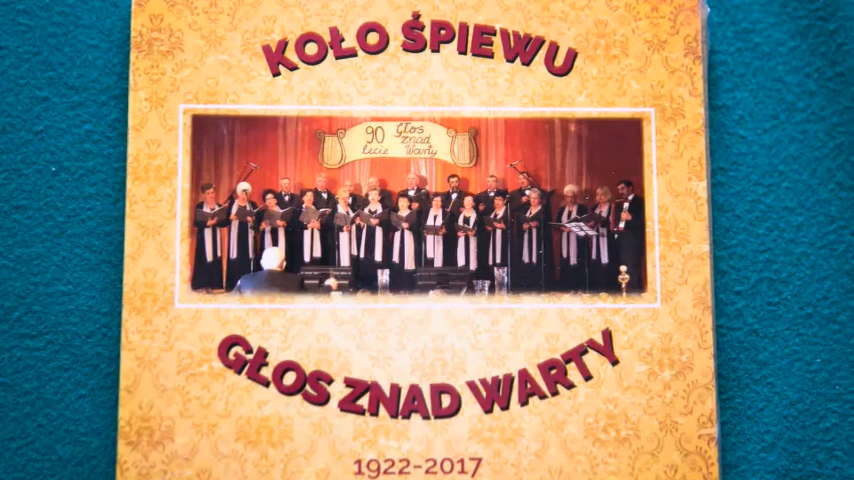 KOŁO ŚPIEWU
90 Głos
lecie znad
Warty
GŁOS ZNAD WARTY
1922-2017